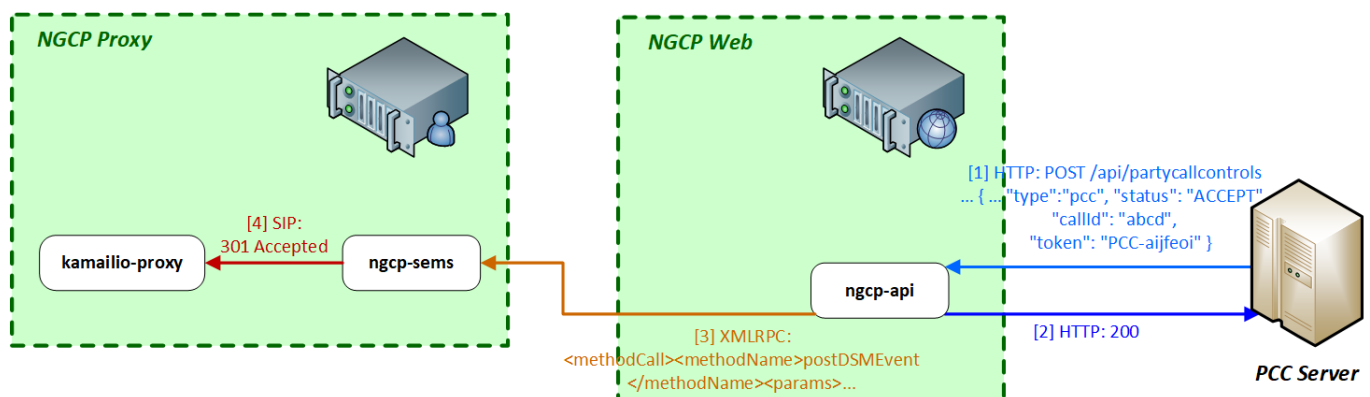 NGCP Proxy
NGCP Web
[1] HTTP: POST /api/partycallcontrols
... { ... "type":"pcc", "status": "ACCEPT"
"callId": "abcd",
"token": "PCC-aijfeoi" }
[4] SIP:
301 Accepted
kamailio-proxy
ngcp-sems
ngcp-api
[3] XMLRPC:
<methodCall><methodName>postDSMEvent
</methodName><params>...
[2] HTTP: 200
PCC Server